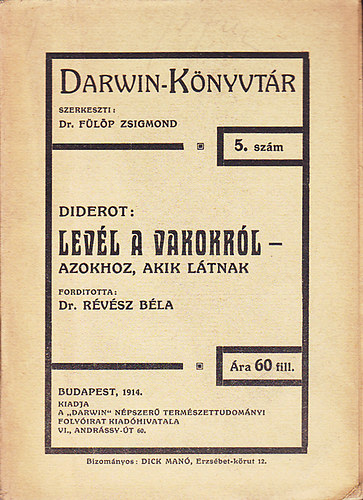 DARWIN-KÖNYVTÁR
SZERKESZTI:
Dr. FÜLÖP ZSIGMOND
5. szám
DIDEROT:
LEVÉL A VAKOKRÓL –
AZOKHOZ, AKIK LÁTNAK
FORDITOTTA:
Dr. RÉVÉSZ BÉLA
Ára 60 fill.
BUDAPEST, 1914.
KIADJA
A „DARWIN“ NÉPSZERŰ TERMÉSZETTUDOMÁNYI
FOLYÓIRAT KIADÓHIVATALA
VI., ANDRÁSSY-ÚT 60.
Bizományos: DICK MANÓ, Erzsébet-körut 12.